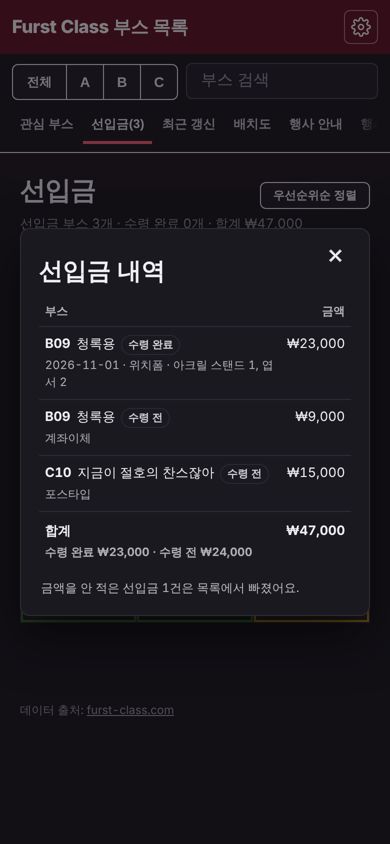 Furst Class 부스 목록
전체 A B C 부스 검색
관심 부스 선입금(3) 최근 갱신 배치도 행사 안내
선입금
우선순위순 정렬
선입금 부스 3개 · 수령 완료 0개 · 합계 ₩47,000
×
선입금 내역
부스 금액
B09 청록용 수령 완료 ₩23,000
2026-11-01 · 위치폼 · 아크릴 스탠드 1, 엽
서 2
B09 청록용 수령 전 ₩9,000
계좌이체
C10 지금이 절호의 찬스잖아 수령 전 ₩15,000
포스타입
합계 ₩47,000
수령 완료 ₩23,000 · 수령 전 ₩24,000
금액을 안 적은 선입금 1건은 목록에서 빠졌어요.
데이터 출처: furst-class.com